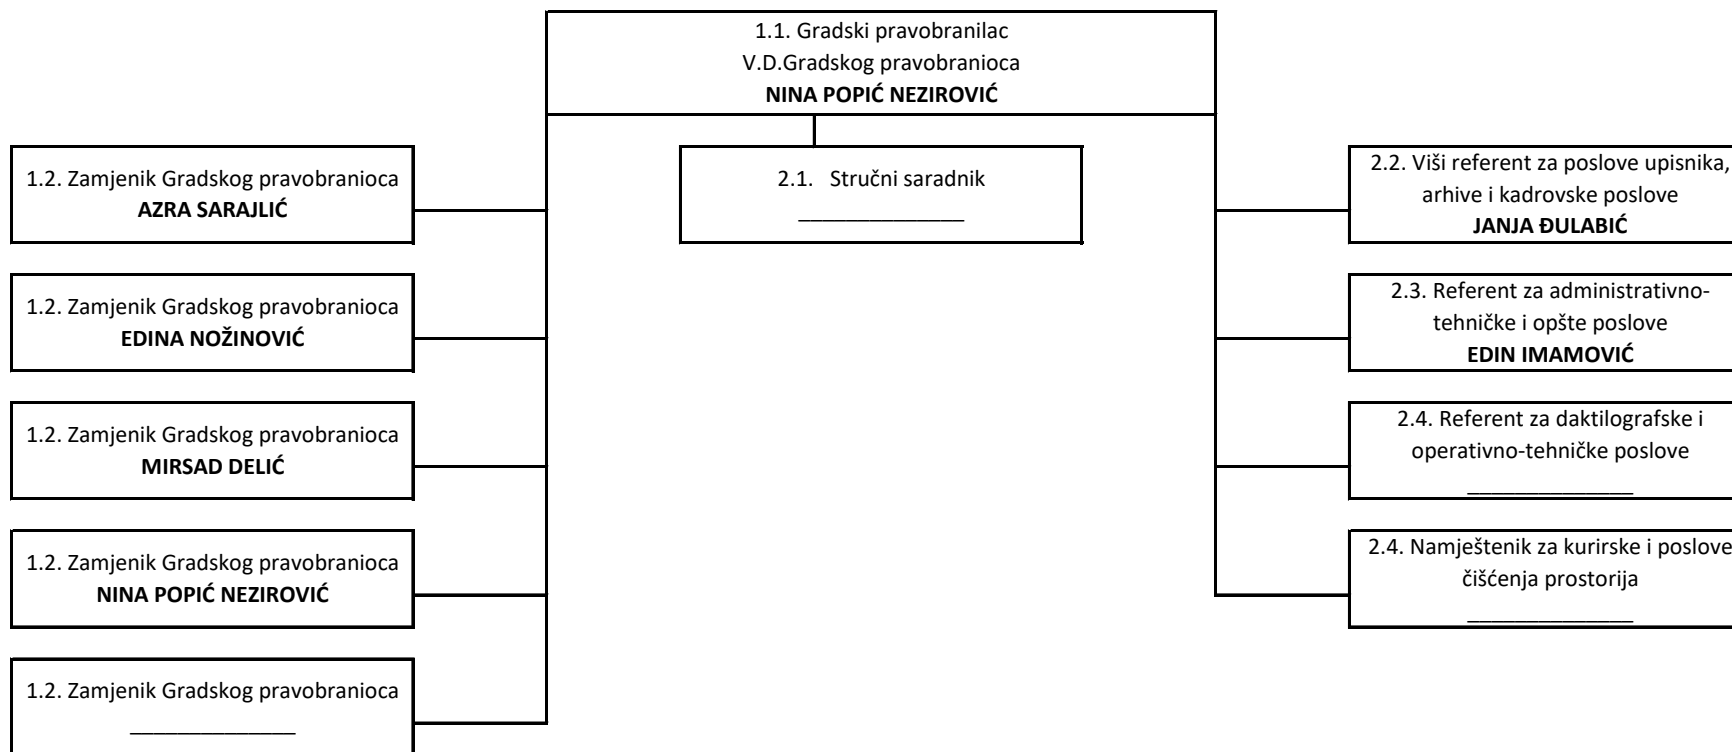 1.1. Gradski pravobranilac
V.D.Gradskog pravobranioca
NINA POPIĆ NEZIROVIĆ
1.2. Zamjenik Gradskog pravobranioca
AZRA SARAJLIĆ
2.1. Stručni saradnik
______________
2.2. Viši referent za poslove upisnika,
arhive i kadrovske poslove
JANJA ĐULABIĆ
1.2. Zamjenik Gradskog pravobranioca
EDINA NOŽINOVIĆ
2.3. Referent za administrativno-
tehničke i opšte poslove
EDIN IMAMOVIĆ
1.2. Zamjenik Gradskog pravobranioca
MIRSAD DELIĆ
2.4. Referent za daktilografske i
operativno-tehničke poslove
______________
1.2. Zamjenik Gradskog pravobranioca
NINA POPIĆ NEZIROVIĆ
2.4. Namještenik za kurirske i poslove
čišćenja prostorija
______________
1.2. Zamjenik Gradskog pravobranioca
______________